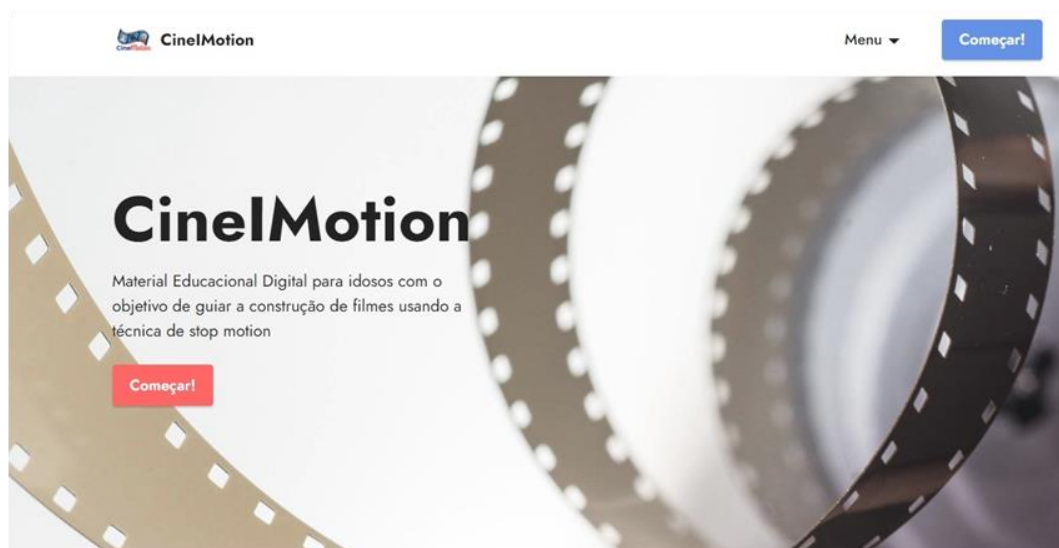 CineIMotion
Menu
Começar!
CineIMotion
Material Educacional Digital para idosos com o
objetivo de guiar a construção de filmes usando a
técnica de stop motion
Começar!